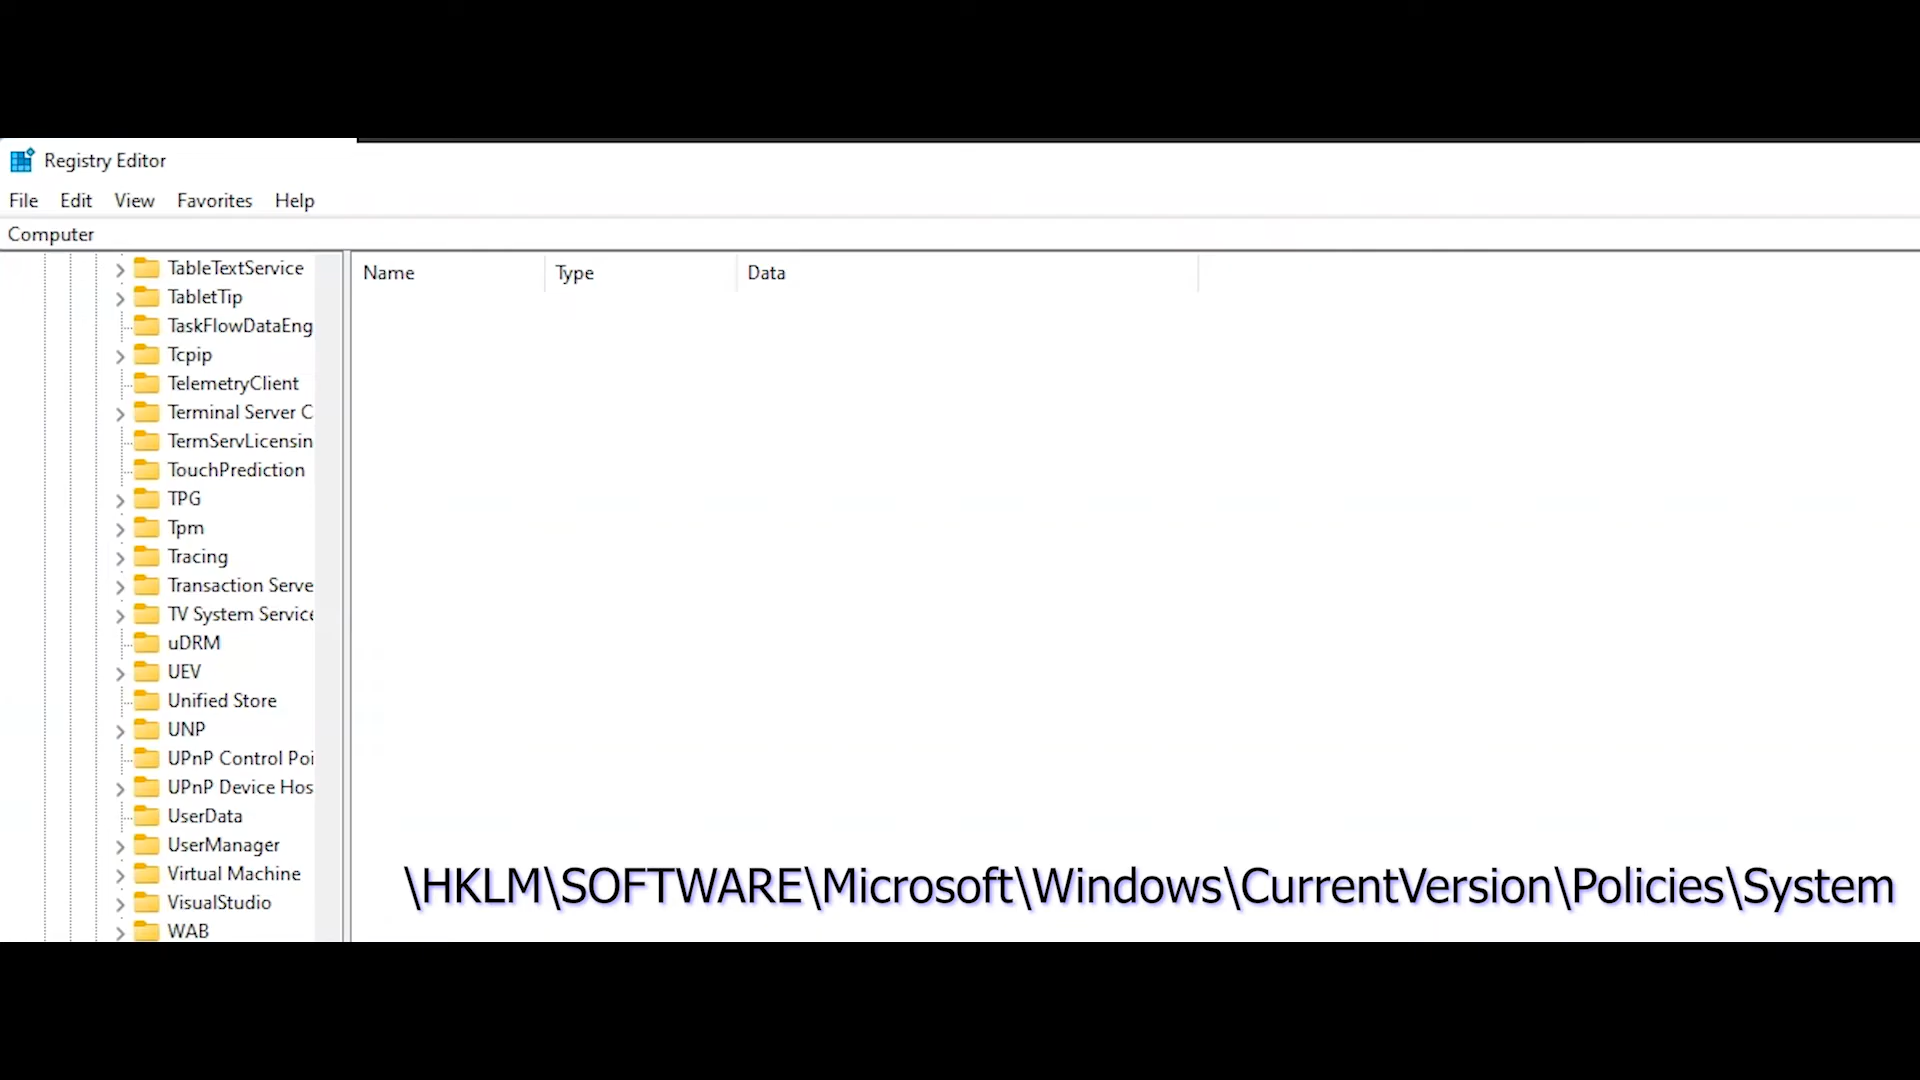 Registry Editor
File Edit View Favorites Help
Computer
Name Type Data
TableTextService
TabletTip
TaskFlowDataEng
Tcpip
TelemetryClient
Terminal Server C
TermServLicensin
TouchPrediction
TPG
Tpm
Tracing
Transaction Serve
TV System Service
uDRM
UEV
Unified Store
UNP
UPnP Control Poi
UPnP Device Hos
UserData
UserManager
Virtual Machine
VisualStudio
WAB
\HKLM\SOFTWARE\Microsoft\Windows\CurrentVersion\Policies\System